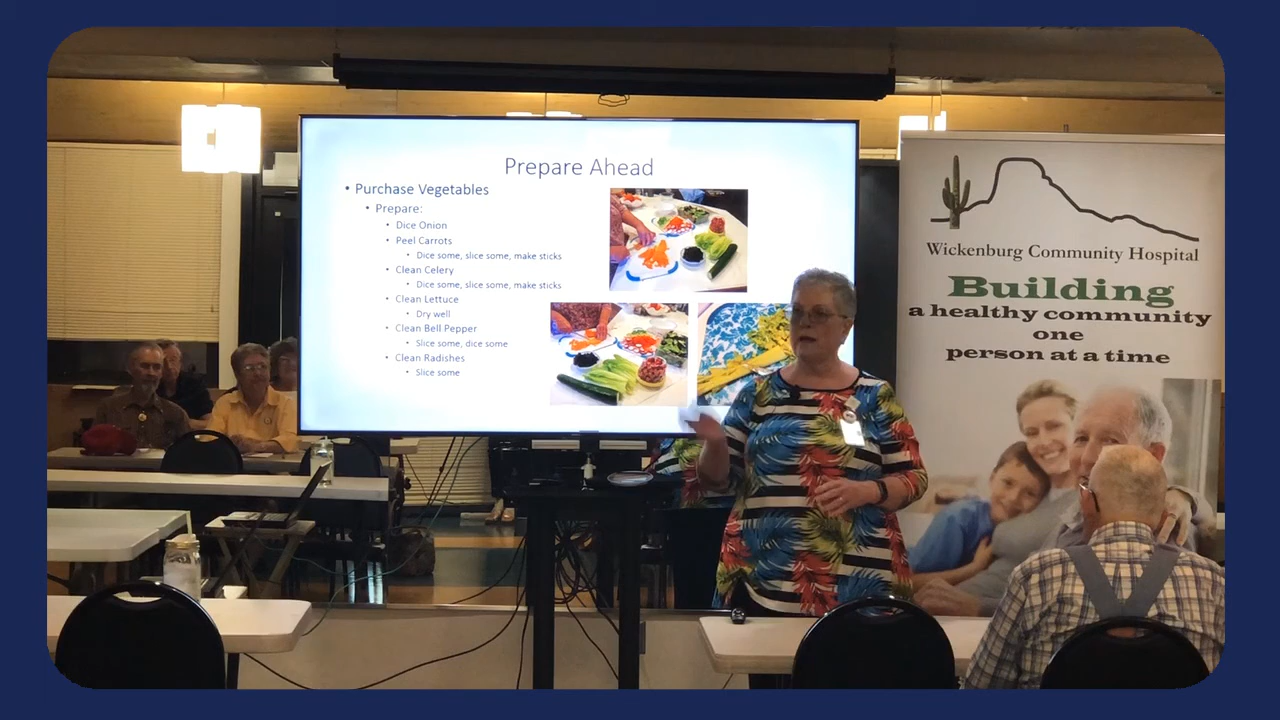 Prepare Ahead
• Purchase Vegetables
• Prepare:
• Dice Onion
• Peel Carrots
• Dice some, slice some, make sticks
• Clean Celery
• Dice some, slice some, make sticks
• Clean Lettuce
• Dry well
• Clean Bell Pepper
• Slice some, dice some
• Clean Radishes
• Slice some
Wickenburg Community Hospital
Building
a healthy community
one
person at a time